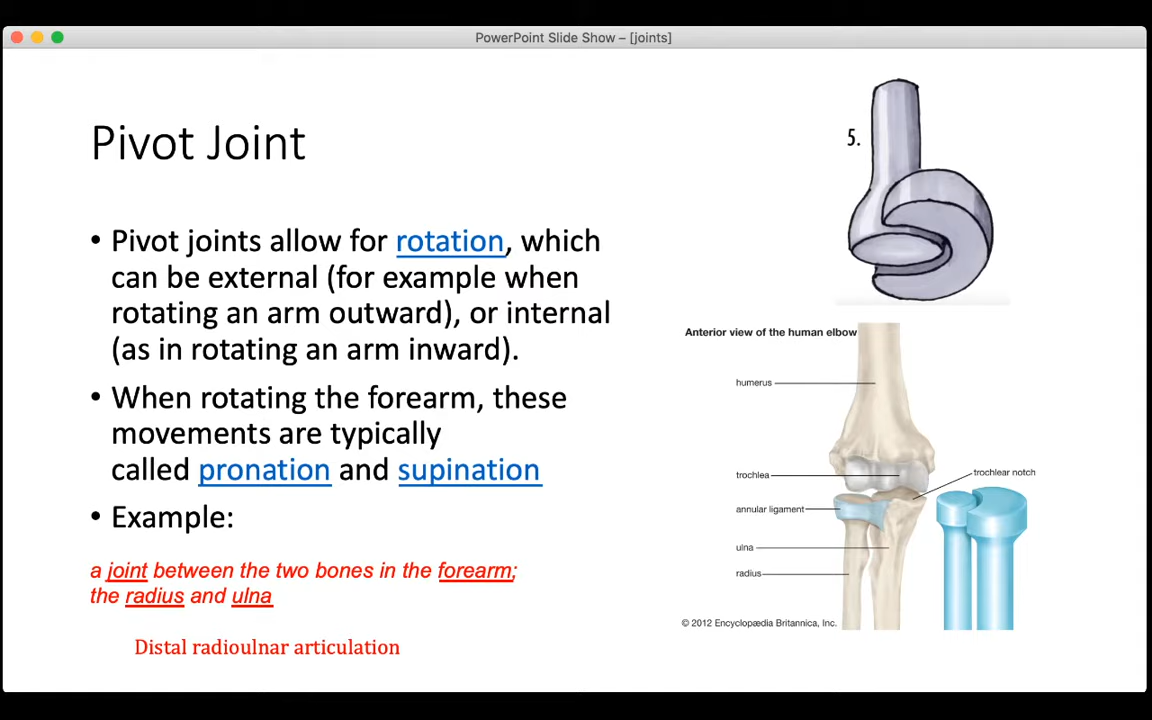 PowerPoint Slide Show – [joints]
Pivot Joint
• Pivot joints allow for rotation, which
can be external (for example when
rotating an arm outward), or internal
(as in rotating an arm inward).
• When rotating the forearm, these
movements are typically
called pronation and supination
• Example:
a joint between the two bones in the forearm;
the radius and ulna
Distal radioulnar articulation
5.
Anterior view of the human elbow
humerus
trochlea
trochlear notch
annular ligament
ulna
radius
© 2012 Encyclopædia Britannica, Inc.